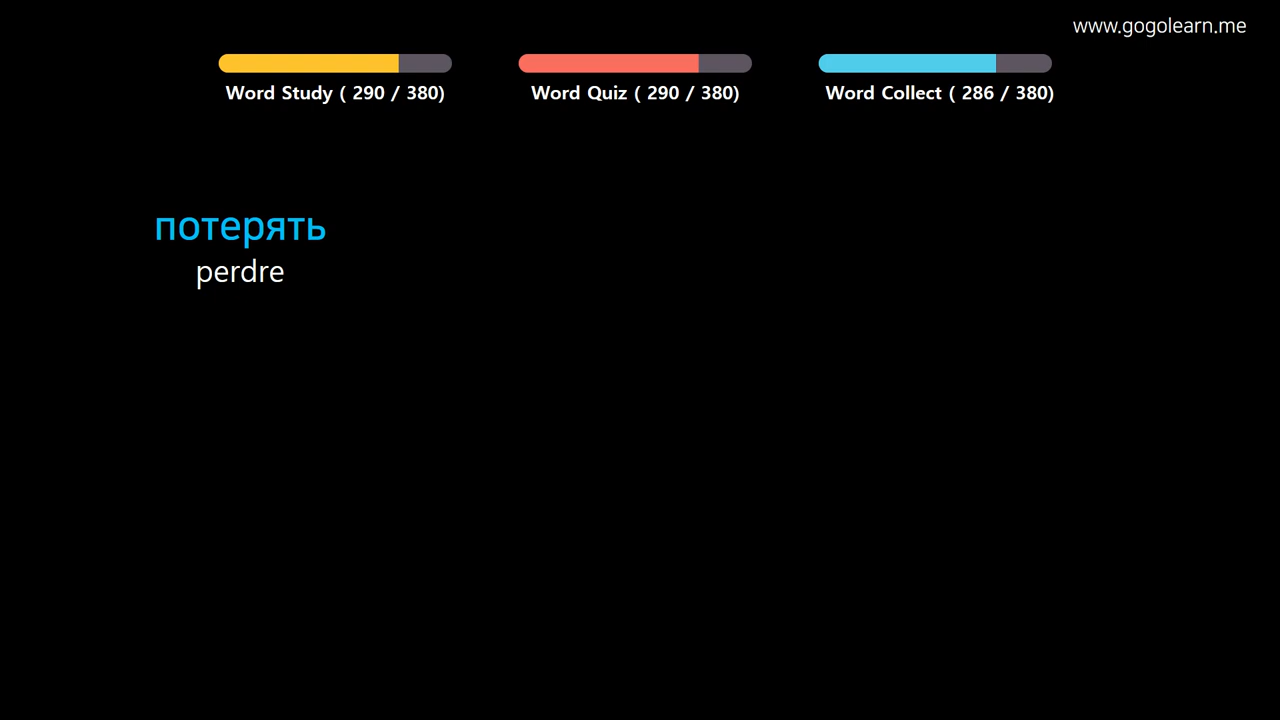 www.gogolearn.me
Word Study ( 290 / 380)
Word Quiz ( 290 / 380)
Word Collect ( 286 / 380)
потерять
perdre